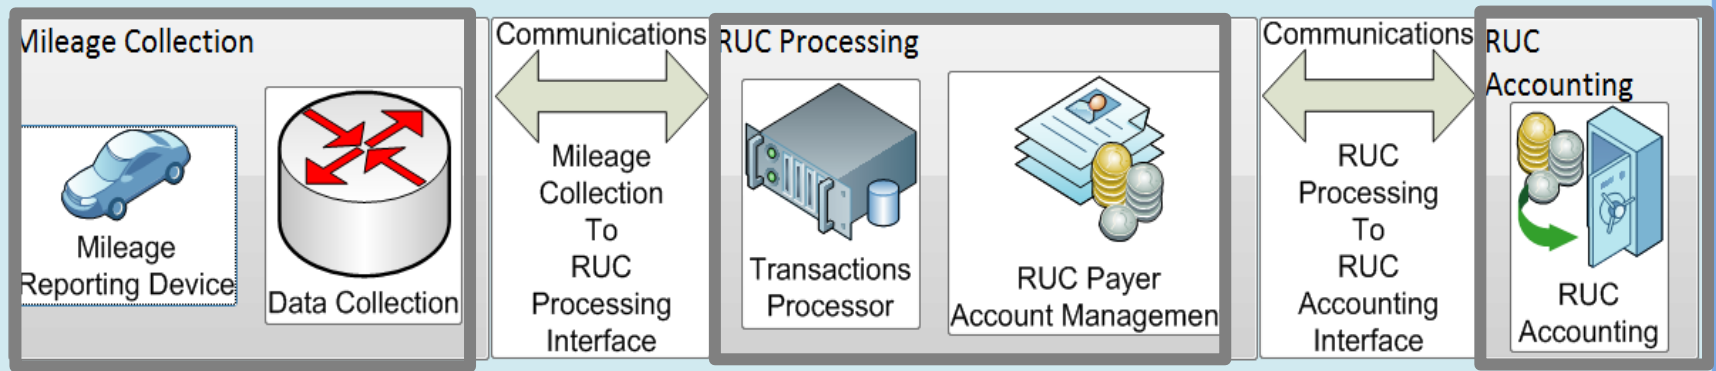 Mileage Collection
Mileage
Reporting Device
Data Collection
Communications
Mileage
Collection
To
RUC
Processing
Interface
RUC Processing
Transactions
Processor
RUC Payer
Account Managemen
Communications
RUC
Processing
To
RUC
Accounting
Interface
RUC
Accounting
RUC
Accounting